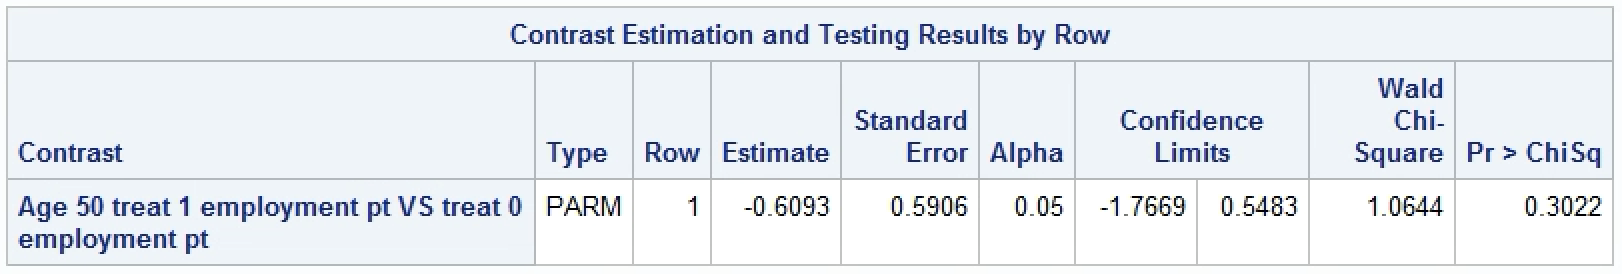 Contrast Estimation and Testing Results by Row
Wald
Standard Confidence Chi-
Contrast Type Row Estimate Error Alpha Limits Square Pr > ChiSq
Age 50 treat 1 employment pt VS treat 0 PARM 1 -0.6093 0.5906 0.05 -1.7669 0.5483 1.0644 0.3022
employment pt